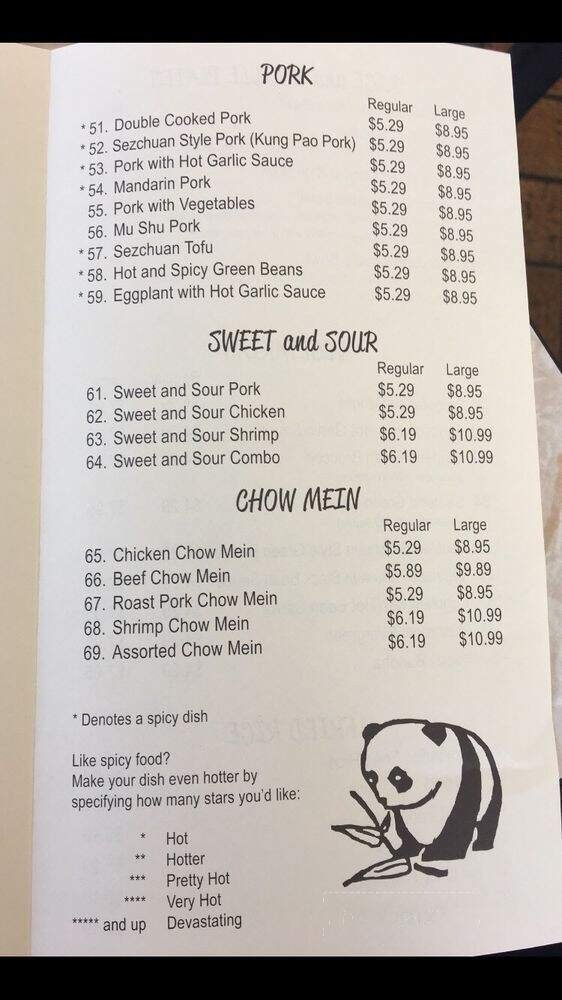 PORK
Regular Large
* 51. Double Cooked Pork $5.29 $8.95
* 52. Sezchuan Style Pork (Kung Pao Pork) $5.29 $8.95
* 53. Pork with Hot Garlic Sauce $5.29 $8.95
* 54. Mandarin Pork $5.29 $8.95
55. Pork with Vegetables $5.29 $8.95
56. Mu Shu Pork $5.29 $8.95
* 57. Sezchuan Tofu $5.29 $8.95
* 58. Hot and Spicy Green Beans $5.29 $8.95
* 59. Eggplant with Hot Garlic Sauce $5.29 $8.95
SWEET and SOUR
Regular Large
61. Sweet and Sour Pork $5.29 $8.95
62. Sweet and Sour Chicken $5.29 $8.95
63. Sweet and Sour Shrimp $6.19 $10.99
64. Sweet and Sour Combo $6.19 $10.99
CHOW MEIN
Regular Large
65. Chicken Chow Mein $5.29 $8.95
66. Beef Chow Mein $5.89 $9.89
67. Roast Pork Chow Mein $5.29 $8.95
68. Shrimp Chow Mein $6.19 $10.99
69. Assorted Chow Mein $6.19 $10.99
* Denotes a spicy dish
Like spicy food?
Make your dish even hotter by
specifying how many stars you'd like:
* Hot
** Hotter
*** Pretty Hot
**** Very Hot
***** and up Devastating